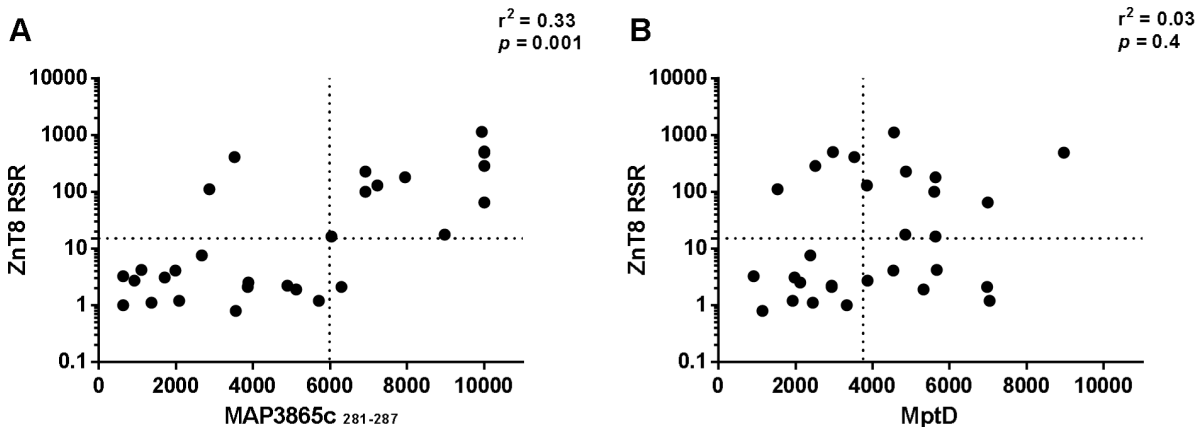 A
r² = 0.33
p = 0.001
ZnT8 RSR
10000
1000
100
10
1
0.1
0 2000 4000 6000 8000 10000
MAP3865c 281-287
B
r² = 0.03
p = 0.4
ZnT8 RSR
10000
1000
100
10
1
0.1
0 2000 4000 6000 8000 10000
MptD